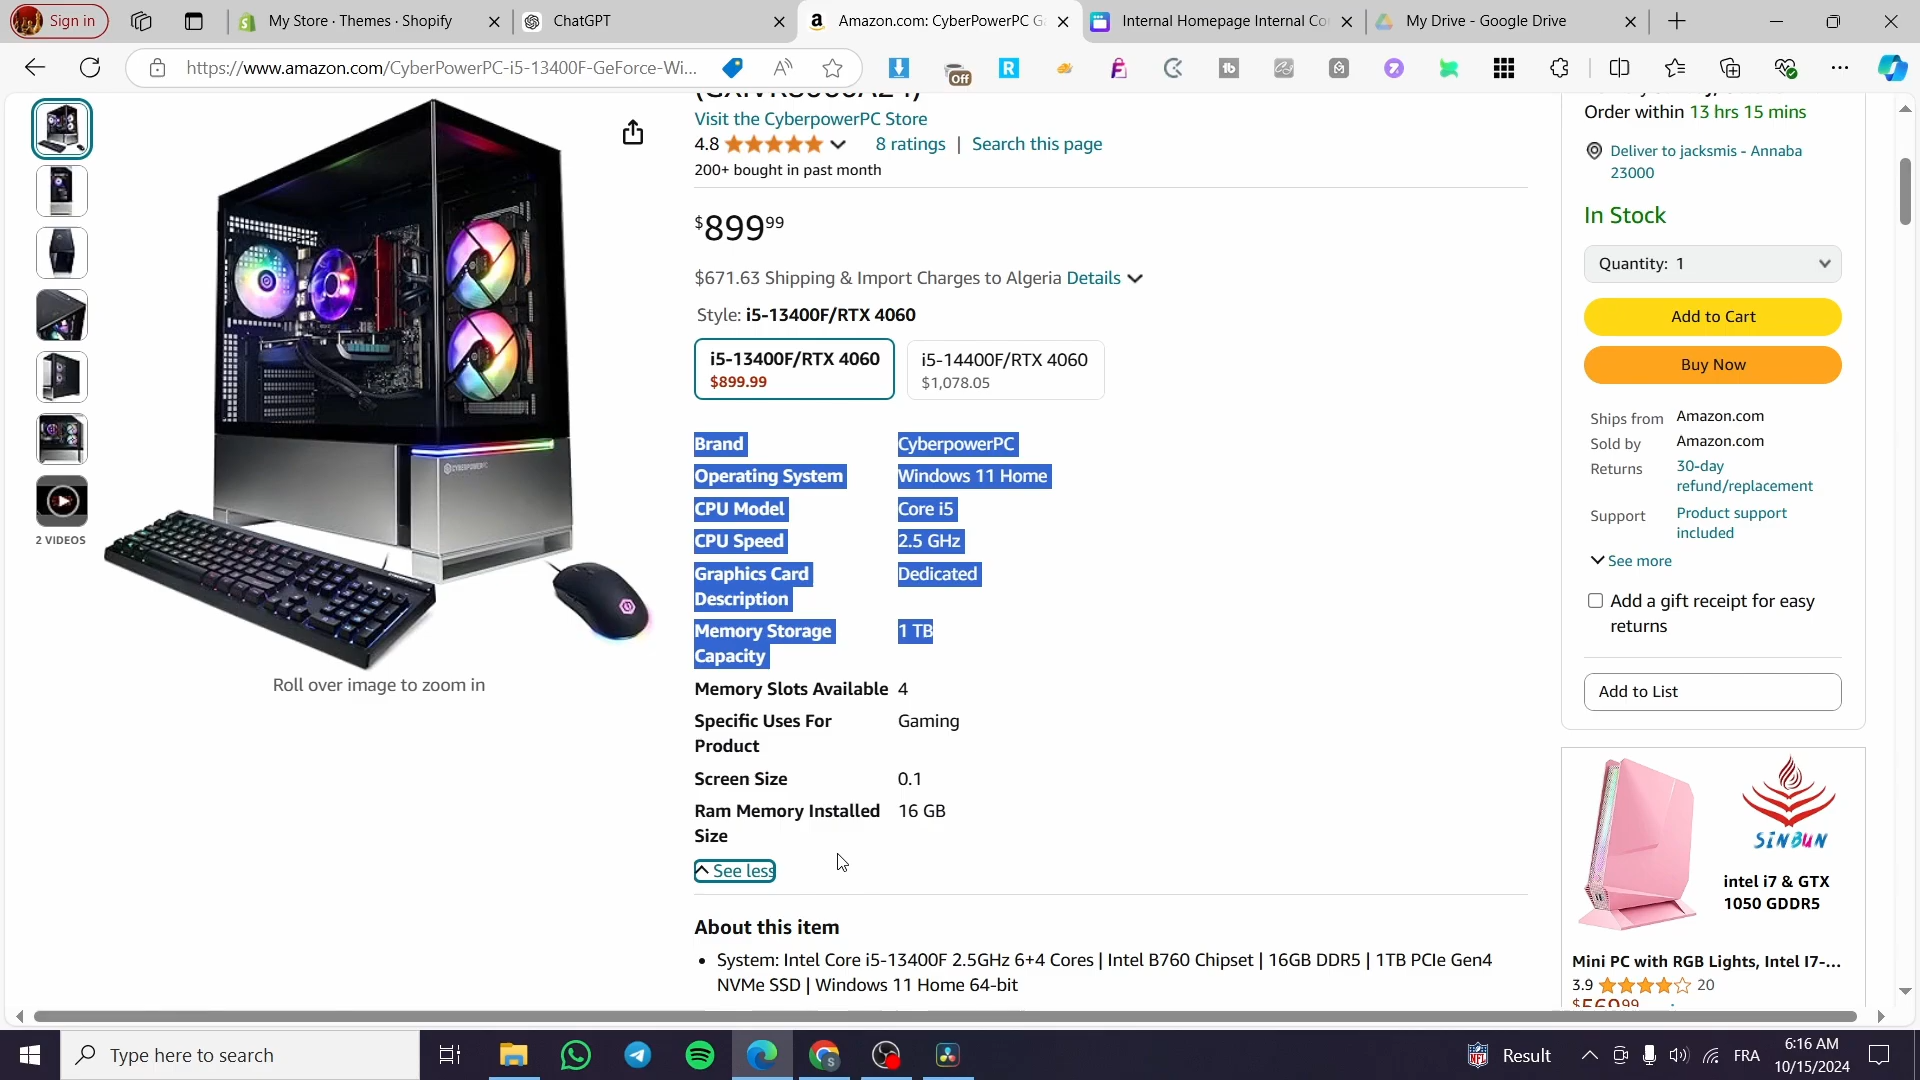 Sign in
My Store · Themes · Shopify
ChatGPT
Amazon.com: CyberPowerPC G
Internal Homepage Internal Co
My Drive - Google Drive
https://www.amazon.com/CyberPowerPC-i5-13400F-GeForce-Wi...
Off
(GXiVR8060A24)
Visit the CyberpowerPC Store
4.8
8 ratings | Search this page
200+ bought in past month
$899.99
$671.63 Shipping & Import Charges to Algeria Details
Style: i5-13400F/RTX 4060
i5-13400F/RTX 4060
$899.99
i5-14400F/RTX 4060
$1,078.05
Brand CyberpowerPC
Operating System Windows 11 Home
CPU Model Core i5
CPU Speed 2.5 GHz
Graphics Card Dedicated
Description
Memory Storage 1 TB
Capacity
Memory Slots Available 4
Specific Uses For Gaming
Product
Screen Size 0.1
Ram Memory Installed 16 GB
Size
See less
About this item
• System: Intel Core i5-13400F 2.5GHz 6+4 Cores | Intel B760 Chipset | 16GB DDR5 | 1TB PCIe Gen4
NVMe SSD | Windows 11 Home 64-bit
CYBERPOWERPC
2 VIDEOS
Roll over image to zoom in
Order within 13 hrs 15 mins
Deliver to jacksmis - Annaba
23000
In Stock
Quantity: 1
Add to Cart
Buy Now
Ships from Amazon.com
Sold by Amazon.com
Returns 30-day
refund/replacement
Support Product support
included
See more
Add a gift receipt for easy
returns
Add to List
SINBUN
intel i7 & GTX
1050 GDDR5
Mini PC with RGB Lights, Intel I7-...
3.9 20
$569.99
Type here to search
Result
FRA
6:16 AM
10/15/2024